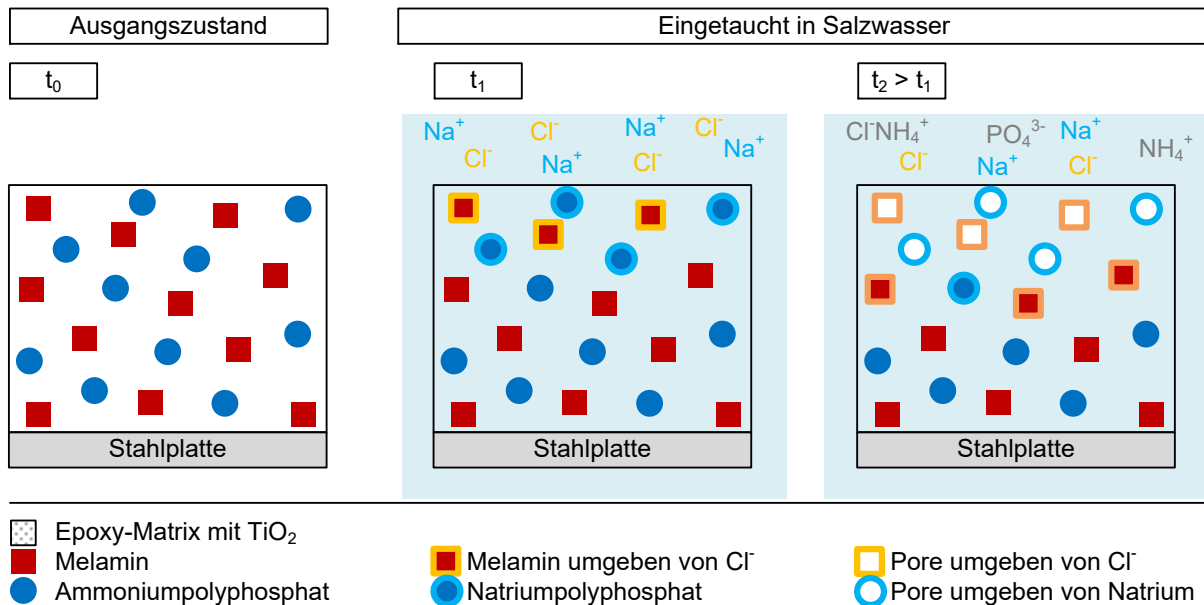 Ausgangszustand
Eingetaucht in Salzwasser
t₀
t₁
t₂ > t₁
Na⁺ Cl⁻ Na⁺ Cl⁻
Cl⁻ Na⁺ Cl⁻ Na⁺
Cl⁻NH₄⁺ PO₄³⁻ Na⁺
Cl⁻ Na⁺ Cl⁻ NH₄⁺
Stahlplatte
Stahlplatte
Stahlplatte
Epoxy-Matrix mit TiO₂
Melamin
Ammoniumpolyphosphat
Melamin umgeben von Cl⁻
Natriumpolyphosphat
Pore umgeben von Cl⁻
Pore umgeben von Natrium